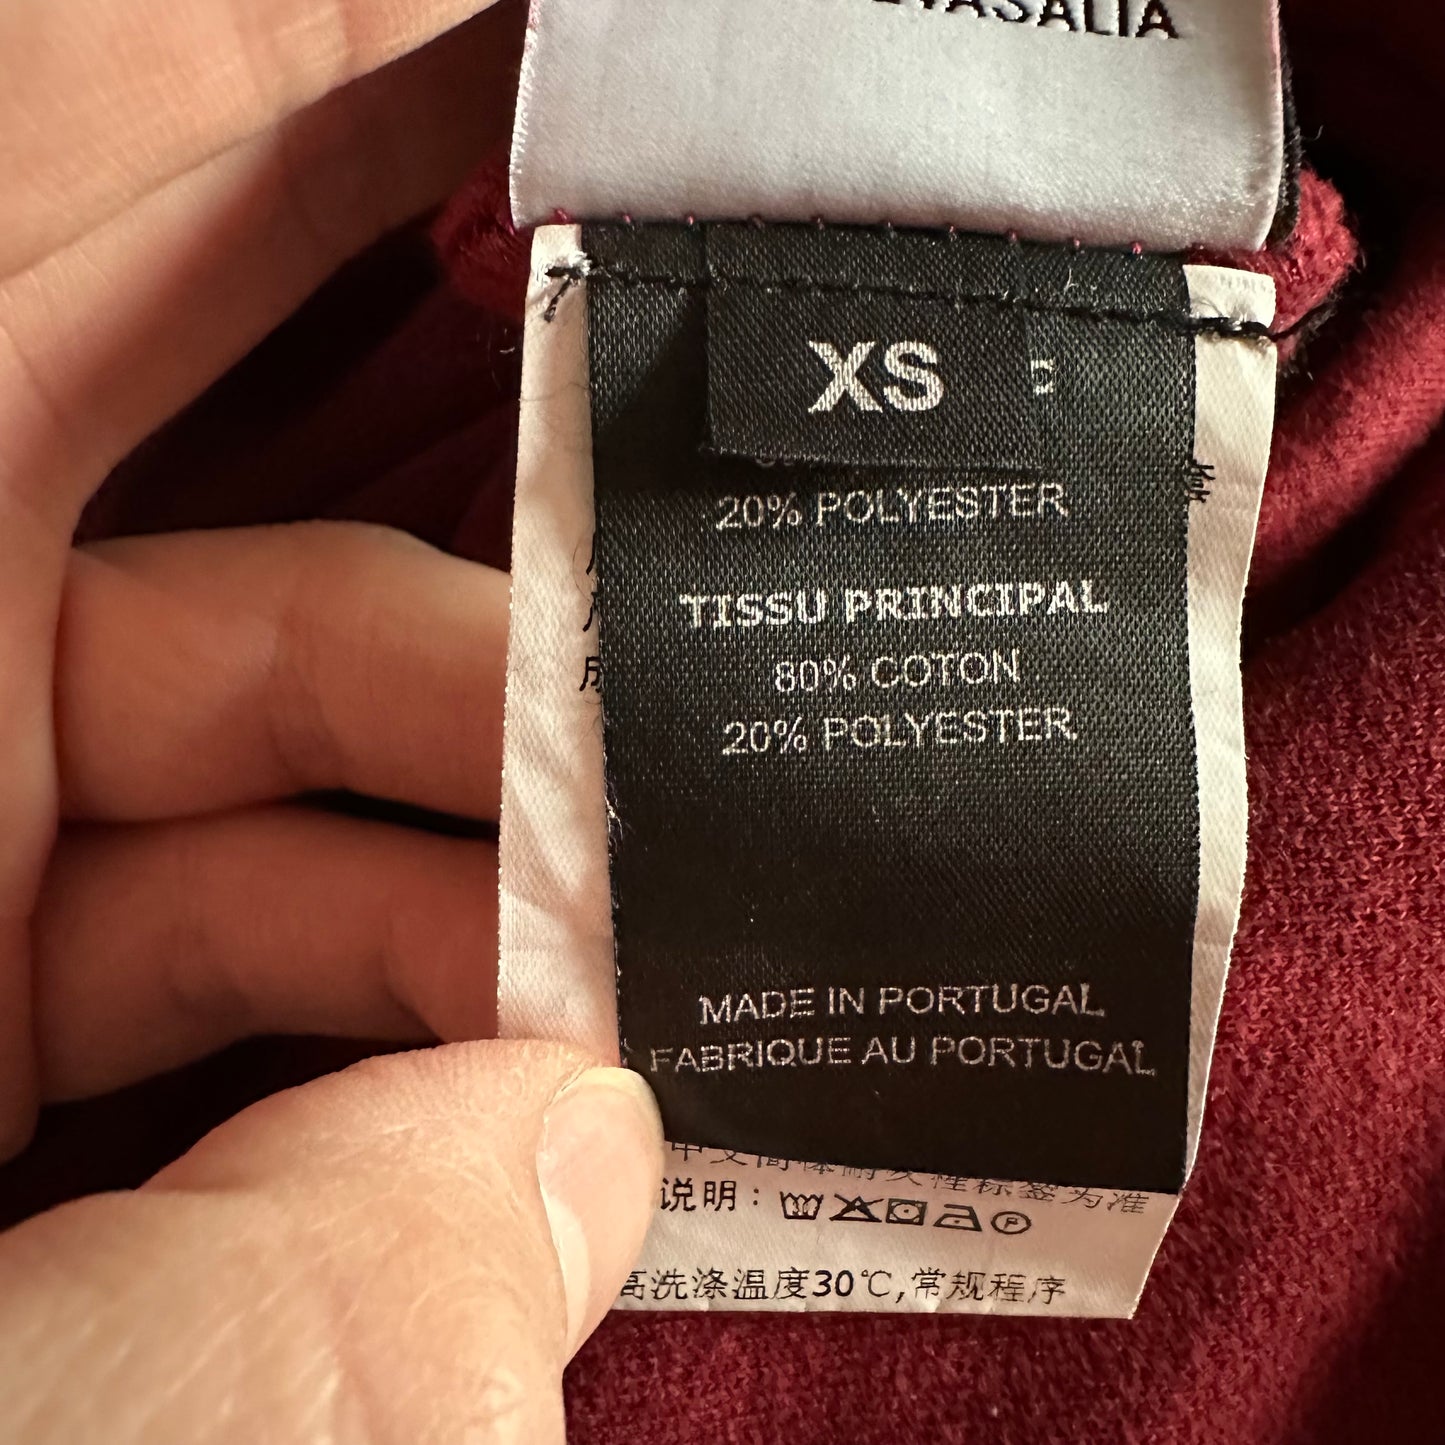 XS
20% POLYESTER
TISSU PRINCIPAL
80% COTON
20% POLYESTER
MADE IN PORTUGAL
FABRIQUE AU PORTUGAL
说明：
洗涤温度30℃,常规程序